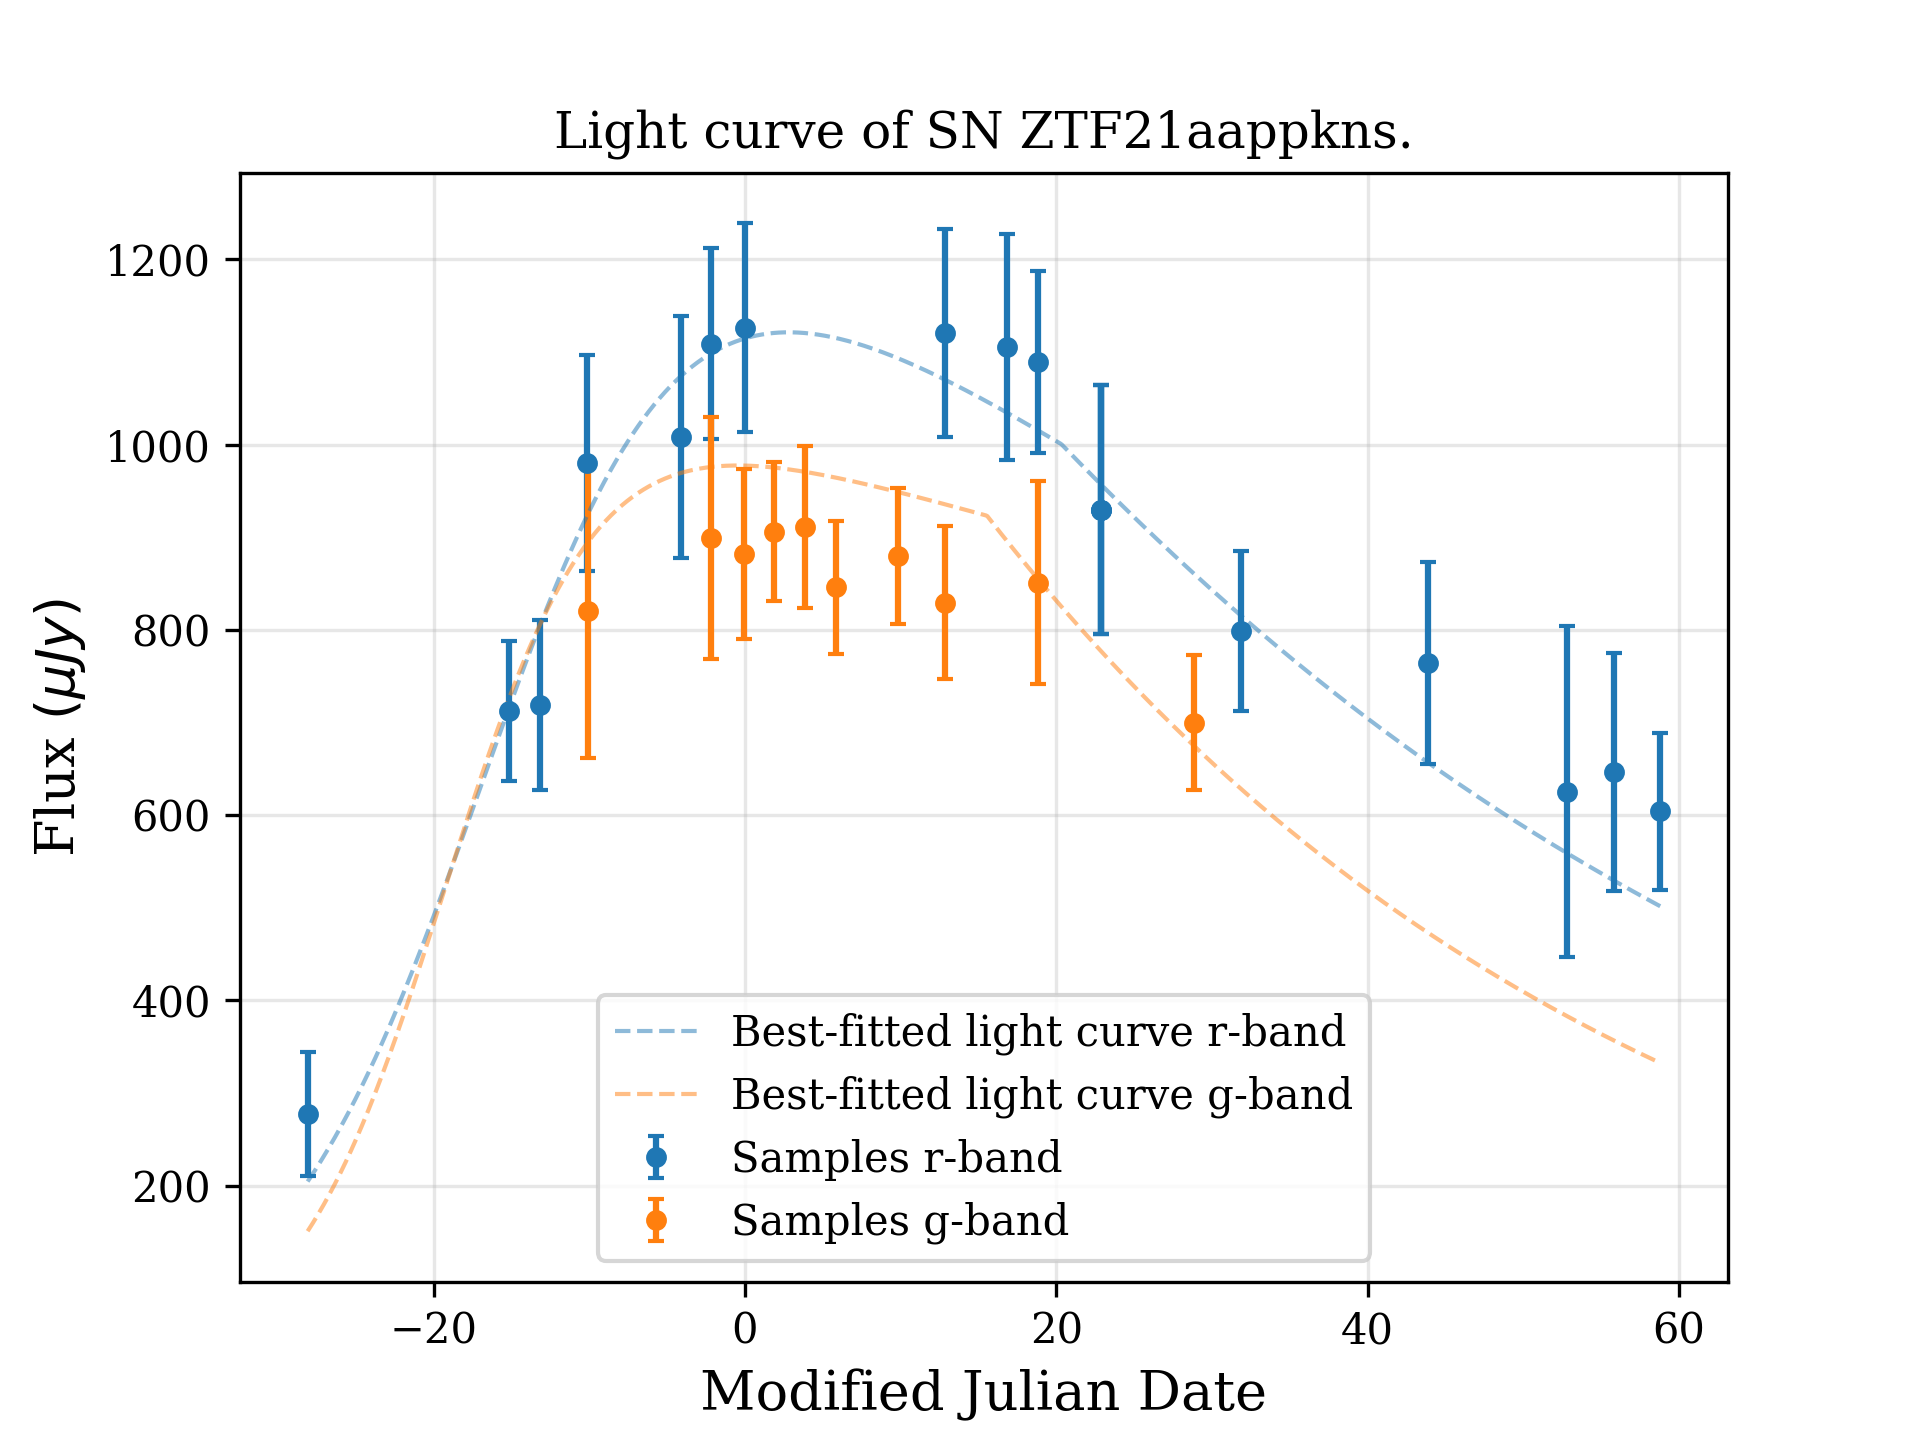 Light curve of SN ZTF21aappkns.
Flux (μJy)
1200
1000
800
600
400
200
Best-fitted light curve r-band
Best-fitted light curve g-band
Samples r-band
Samples g-band
−20 0 20 40 60
Modified Julian Date